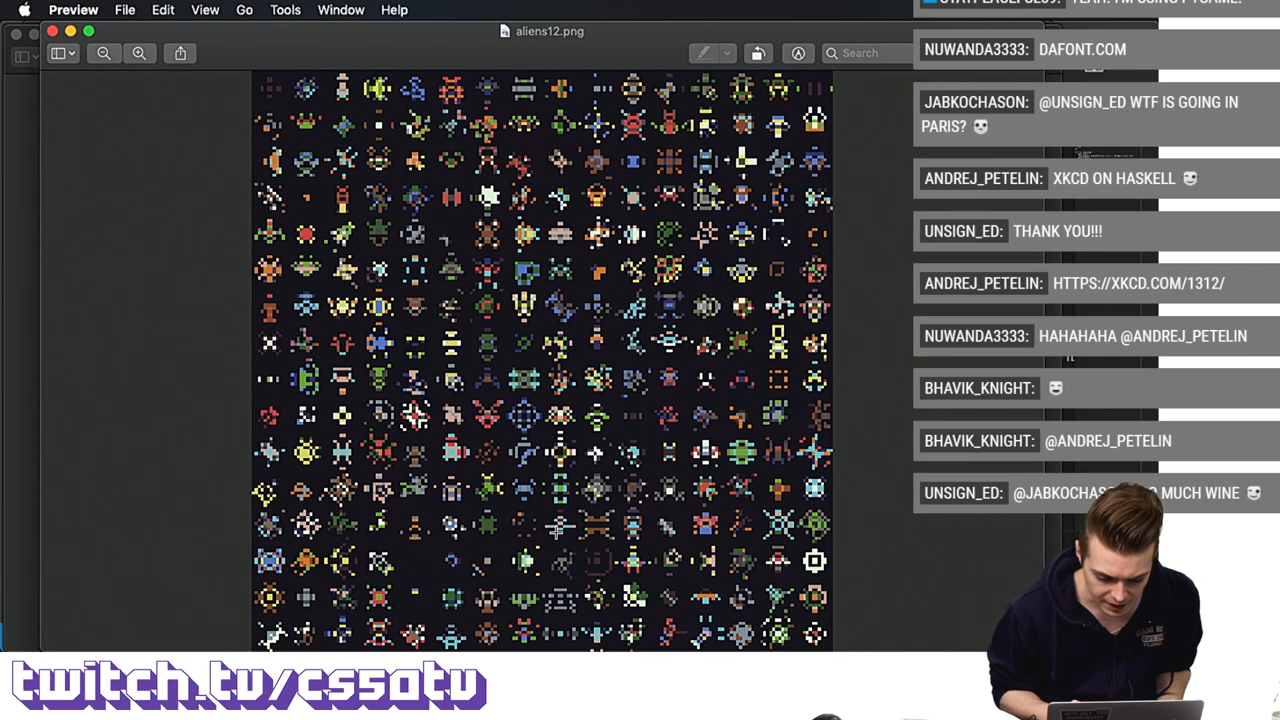 Preview File Edit View Go Tools Window Help
aliens12.png
Search
NUWANDA3333: DAFONT.COM
JABKOCHASON: @UNSIGN_ED WTF IS GOING IN
PARIS?
ANDREJ_PETELIN: XKCD ON HASKELL
UNSIGN_ED: THANK YOU!!!
ANDREJ_PETELIN: HTTPS://XKCD.COM/1312/
NUWANDA3333: HAHAHAHA @ANDREJ_PETELIN
BHAVIK_KNIGHT:
BHAVIK_KNIGHT: @ANDREJ_PETELIN
UNSIGN_ED: MUCH WINE
twitch.tv/cs50tv